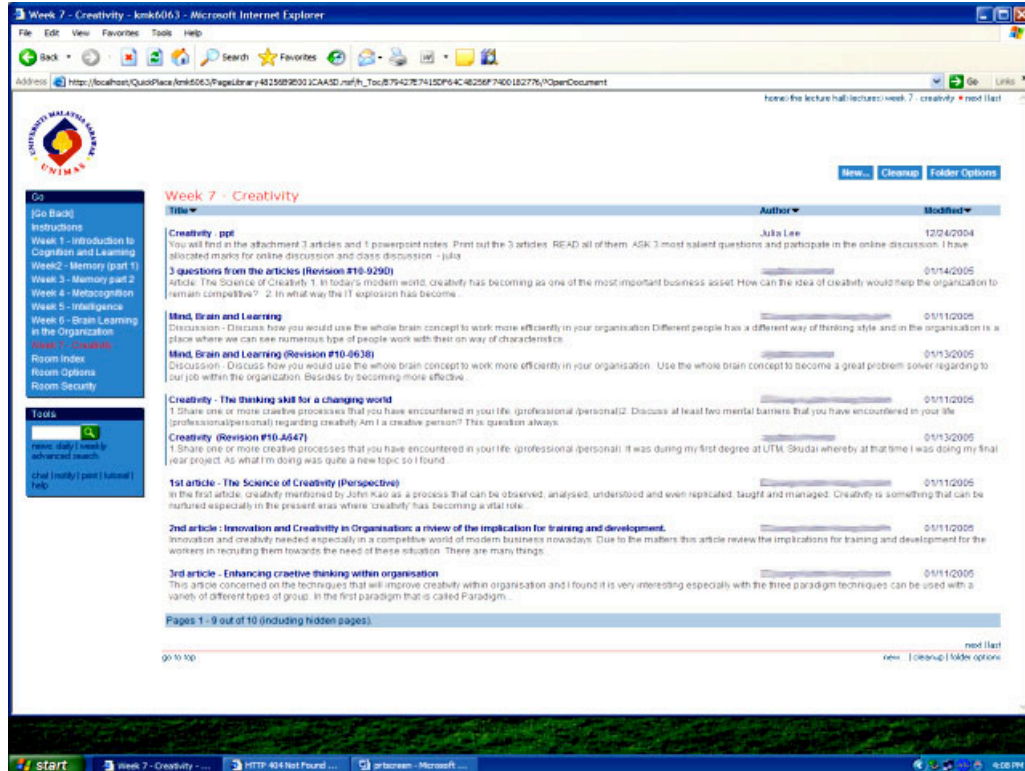 Week 7 - Creativity - kmk6063 - Microsoft Internet Explorer
File Edit View Favorites Tools Help
Back Search Favorites
Address http://localhost/QuickPlace/kmk6063/PageLibrary48256B9E001CAA5D.nsf/h_Toc/
Go Links
home› the lecture hall› lectures› week 7 - creativity next | last
UNIVERSITI MALAYSIA SARAWAK
UNIMAS
New... Cleanup Folder Options
Go
[Go Back]
Instructions
Week 1 - Introduction to
Cognition and Learning
Week2 - Memory (part 1)
Week 3 - Memory part 2
Week 4 - Metacognition
Week 5 - Intelligence
Week 6 - Brain Learning
in the Organization
Week 7 - Creativity
Room Index
Room Options
Room Security
Tools
news: daily | weekly
advanced search
chat | notify | print | tutorial |
help
Week 7 - Creativity
Title Author Modified
Creativity - ppt Julia Lee 12/24/2004
You will find in the attachment 3 articles and 1 powerpoint notes. Print out the 3 articles. READ all of them. ASK 3 most salient questions and participate in the online discussion. I have
allocated marks for online discussion and class discussion. - julia
3 questions from the articles (Revision #10-929D) 01/14/2005
Article: The Science of Creativity 1. In today's modern world, creativity has becoming as one of the most important business asset. How can the idea of creativity would help the organization to
remain competitive? 2. In what way the IT explosion has become...
Mind, Brain and Learning 01/11/2005
Discussion - Discuss how you would use the whole brain concept to work more efficiently in your organisation Different people has a different way of thinking style and in the organisation is a
place where we can see numerous type of people work with their on way of characteristics
Mind, Brain and Learning (Revision #10-0638) 01/13/2005
Discussion - Discuss how you would use the whole brain concept to work more efficiently in your organisation. Use the whole brain concept to become a great problem solver regarding to
our job within the organization. Besides by becoming more effective...
Creativity - The thinking skill for a changing world 01/11/2005
1.Share one or more creative processes that you have encountered in your life. (professional /personal)2. Discuss at least two mental barriers that you have encountered in your life
(professional/personal) regarding creativity Am I a creative person? This question always...
Creativity (Revision #10-A647) 01/13/2005
1.Share one or more creative processes that you have encountered in your life. (professional /personal). It was during my first degree at UTM, Skudai whereby at that time I was doing my final
year project. As what I'm doing was quite a new topic so I found...
1st article - The Science of Creativity (Perspective) 01/11/2005
In the first article, creativity mentioned by John Kao as a process that can be observed, analysed, understood and even replicated, taught and managed. Creativity is something that can be
nurtured especially in the present eras where 'creativity' has becoming a vital role...
2nd article : Innovation and Creativity in Organisation: a riview of the implication for training and development. 01/11/2005
Innovation and creativity needed especially in a competitive world of modern business nowadays. Due to the matters this article review the implications for training and development for the
workers in recruiting them towards the need of these situation. There are many things...
3rd article - Enhancing craetive thinking within organisation 01/11/2005
This article concerned on the techniques that will improve creativity within organisation and I found it is very interesting especially with the three paradigm techniques can be used with a
variety of different types of group. In the first paradigm that is called Paradigm...
Pages 1 - 9 out of 10 (including hidden pages).
next | last
go to top new... | cleanup | folder options
start Week 7 - Creativity - ... HTTP 404 Not Found ... prtscreen - Microsoft ... 4:08 PM